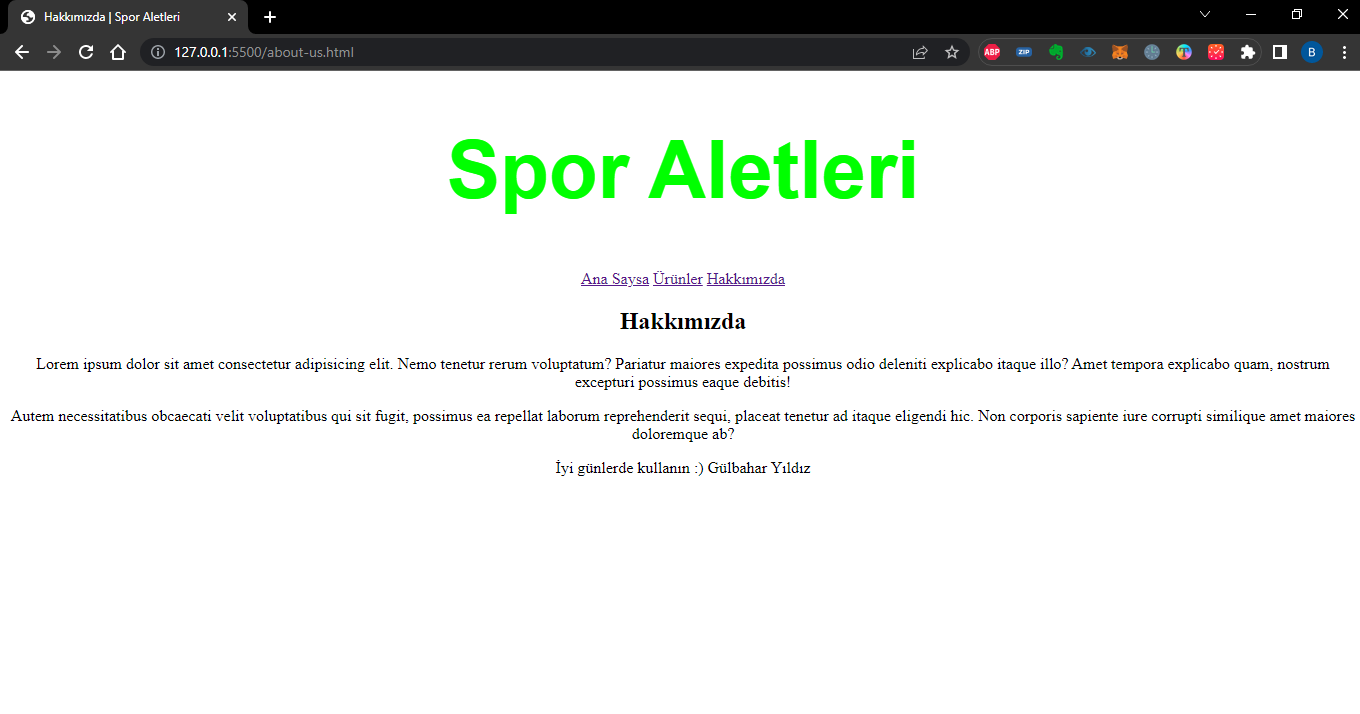 Hakkımızda | Spor Aletleri
127.0.0.1:5500/about-us.html
ABP
ZIP
B
Spor Aletleri
Ana Saysa Ürünler Hakkımızda
Hakkımızda
Lorem ipsum dolor sit amet consectetur adipisicing elit. Nemo tenetur rerum voluptatum? Pariatur maiores expedita possimus odio deleniti explicabo itaque illo? Amet tempora explicabo quam, nostrum
excepturi possimus eaque debitis!
Autem necessitatibus obcaecati velit voluptatibus qui sit fugit, possimus ea repellat laborum reprehenderit sequi, placeat tenetur ad itaque eligendi hic. Non corporis sapiente iure corrupti similique amet maiores
doloremque ab?
İyi günlerde kullanın :) Gülbahar Yıldız